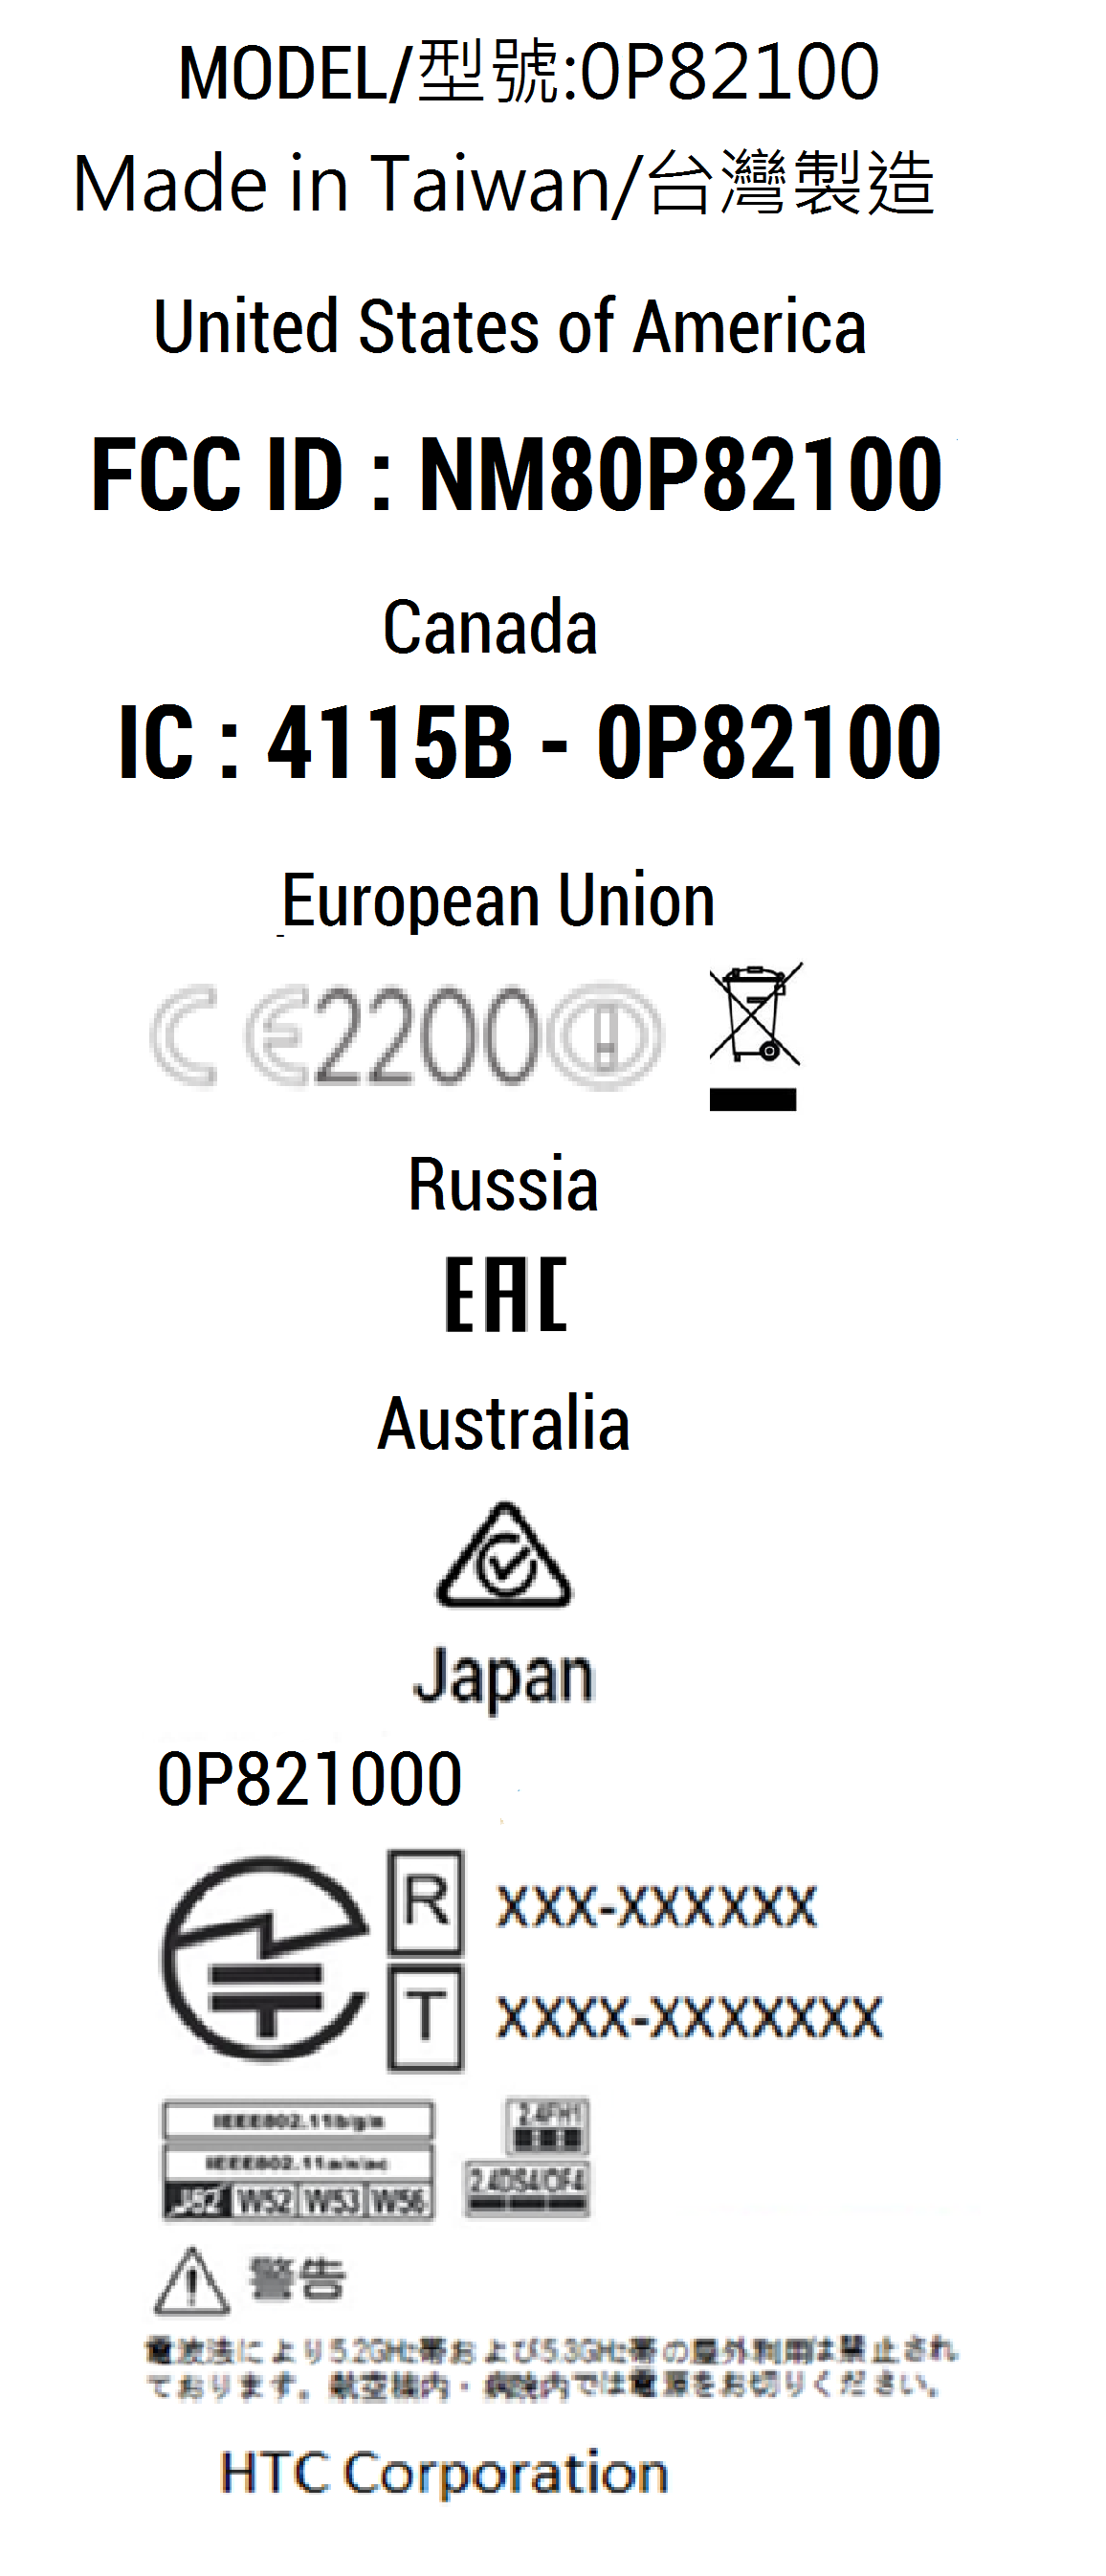 MODEL/型號:0P82100
Made in Taiwan/台灣製造
United States of America
FCC ID : NM80P82100
Canada
IC : 4115B - 0P82100
European Union
CE2200
Russia
EAC
Australia
Japan
0P821000
R XXX-XXXXXX
T XXXX-XXXXXXX
IEEE802.11b/g/n
2.4FH1
IEEE802.11a/n/ac
2.4DS4/OF4
J52 W52 W53 W56
警告
電波法により5.2GHz帯および5.3GHz帯の屋外利用は禁止され
ております。航空機内・病院内では電源をお切りください。
HTC Corporation